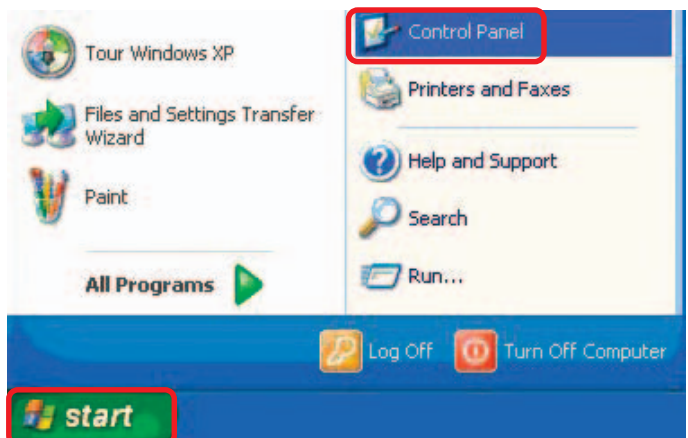 Tour Windows XP
Files and Settings Transfer
Wizard
Paint
All Programs
Control Panel
Printers and Faxes
Help and Support
Search
Run...
Log Off
Turn Off Computer
start